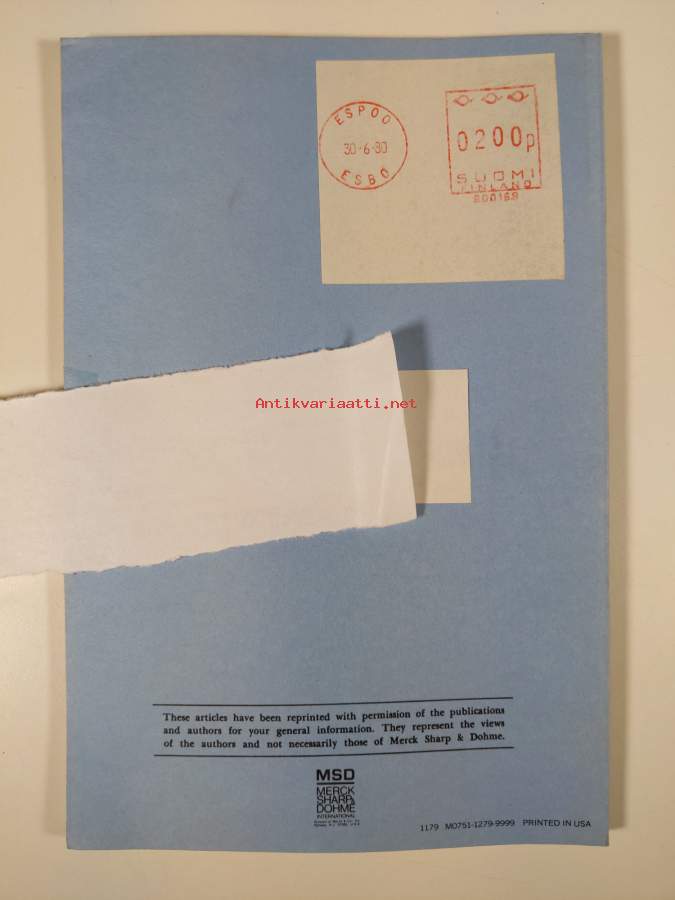 ESPOO
30-6-80
ESBO
0200p
SUOMI
FINLAND
Antikvariaatti.net
These articles have been reprinted with permission of the publications
and authors for your general information. They represent the views
of the authors and not necessarily those of Merck Sharp & Dohme.
MSD
MERCK
SHARP&
DOHME
INTERNATIONAL
1179 M0751-1279-9999 PRINTED IN USA